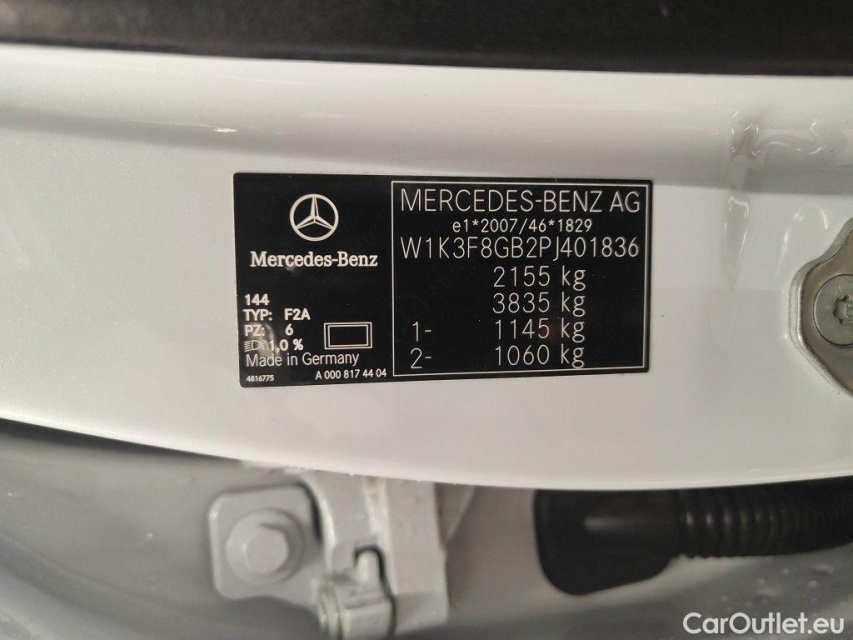 Mercedes-Benz
144
TYP: F2A
PZ: 6
1,0 %
Made in Germany
4816775 A 000 817 44 04
MERCEDES-BENZ AG
e1*2007/46*1829
W1K3F8GB2PJ401836
2155 kg
3835 kg
1- 1145 kg
2- 1060 kg
CarOutlet.eu